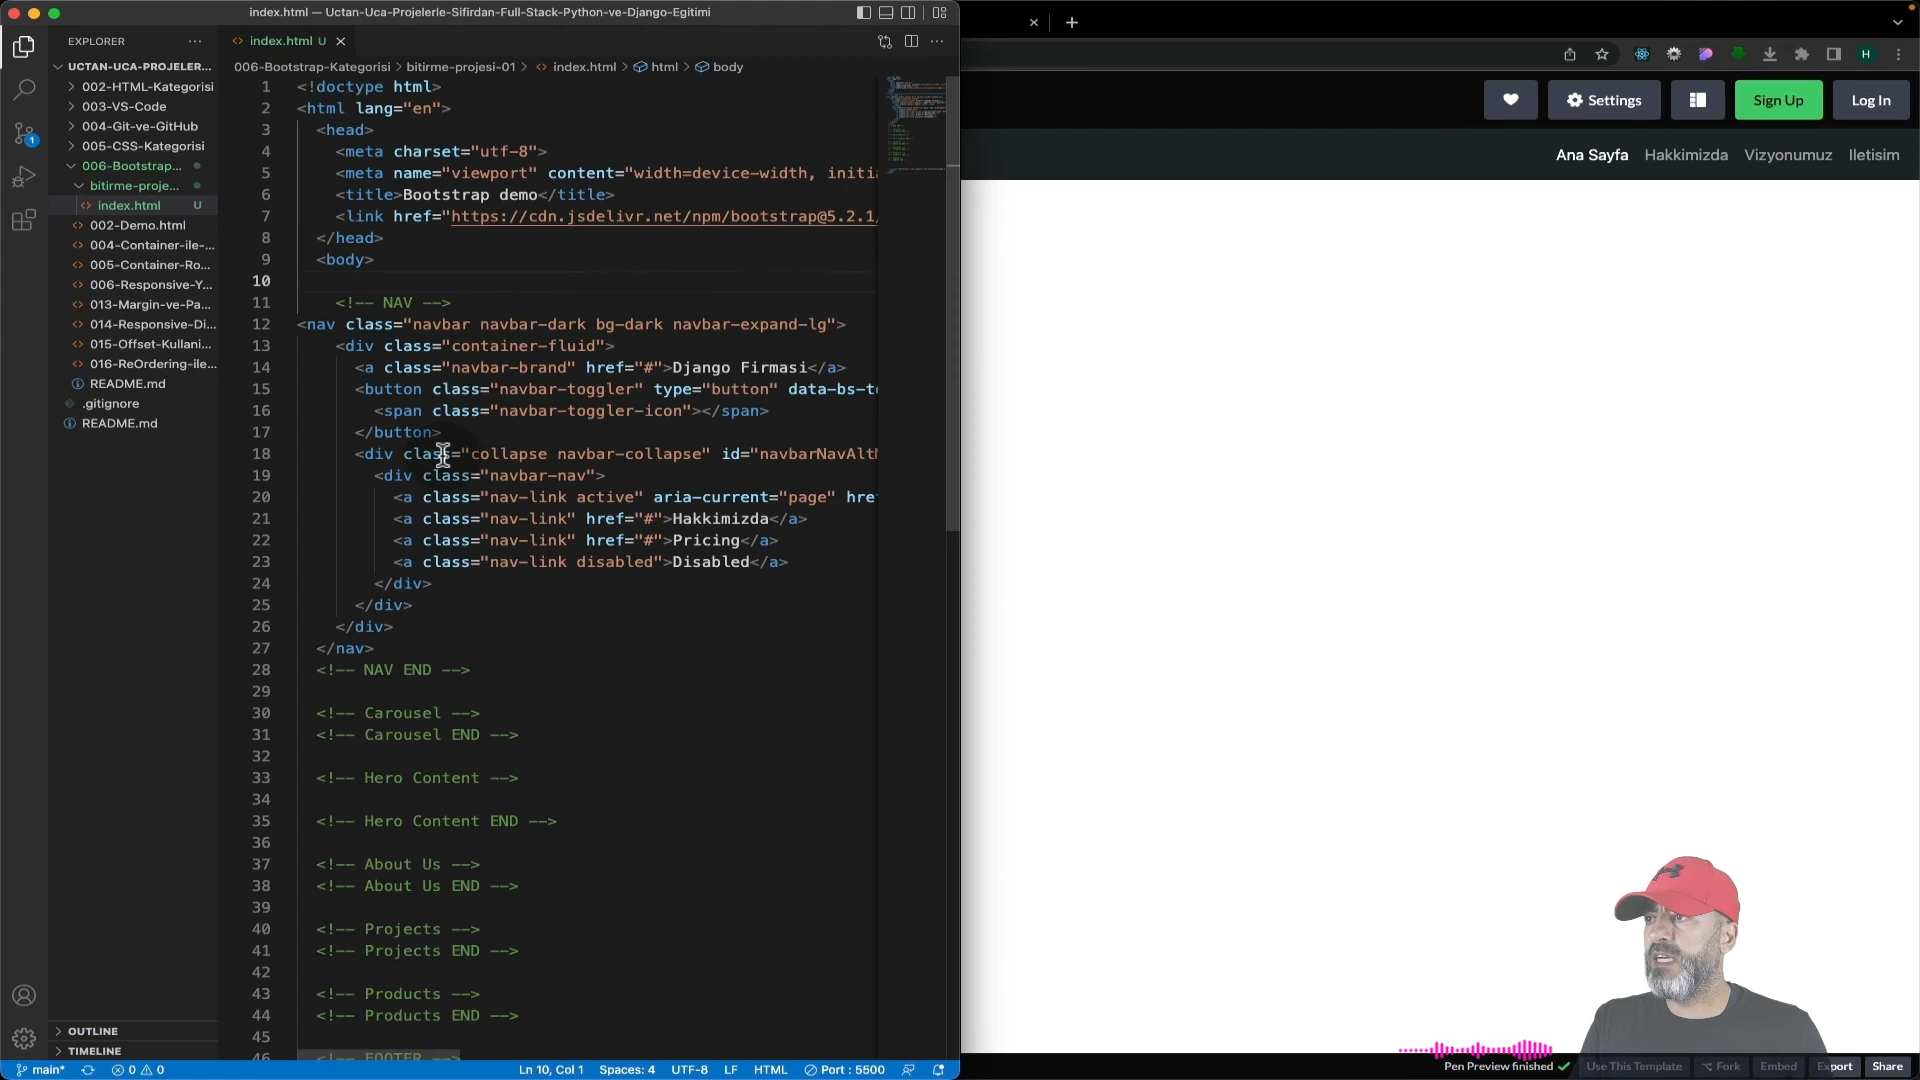 index.html — Uctan-Uca-Projelerle-Sifirdan-Full-Stack-Python-ve-Django-Egitimi
EXPLORER
UCTAN-UCA-PROJELER...
002-HTML-Kategorisi
003-VS-Code
004-Git-ve-GitHub
005-CSS-Kategorisi
006-Bootstrap...
bitirme-proje...
index.html U
002-Demo.html
004-Container-ile-...
005-Container-Ro...
006-Responsive-Y...
013-Margin-ve-Pa...
014-Responsive-Di...
015-Offset-Kullani...
016-ReOrdering-ile...
README.md
.gitignore
README.md
OUTLINE
TIMELINE
1
index.html U
006-Bootstrap-Kategorisi > bitirme-projesi-01 > index.html > html > body
1 <!doctype html>
2 <html lang="en">
3 <head>
4 <meta charset="utf-8">
5 <meta name="viewport" content="width=device-width, initia
6 <title>Bootstrap demo</title>
7 <link href="https://cdn.jsdelivr.net/npm/bootstrap@5.2.1/
8 </head>
9 <body>
10
11 <!-- NAV -->
12 <nav class="navbar navbar-dark bg-dark navbar-expand-lg">
13 <div class="container-fluid">
14 <a class="navbar-brand" href="#">Django Firmasi</a>
15 <button class="navbar-toggler" type="button" data-bs-to
16 <span class="navbar-toggler-icon"></span>
17 </button>
18 <div class="collapse navbar-collapse" id="navbarNavAltM
19 <div class="navbar-nav">
20 <a class="nav-link active" aria-current="page" href
21 <a class="nav-link" href="#">Hakkimizda</a>
22 <a class="nav-link" href="#">Pricing</a>
23 <a class="nav-link disabled">Disabled</a>
24 </div>
25 </div>
26 </div>
27 </nav>
28 <!-- NAV END -->
29
30 <!-- Carousel -->
31 <!-- Carousel END -->
32
33 <!-- Hero Content -->
34
35 <!-- Hero Content END -->
36
37 <!-- About Us -->
38 <!-- About Us END -->
39
40 <!-- Projects -->
41 <!-- Projects END -->
42
43 <!-- Products -->
44 <!-- Products END -->
45
46 <!-- FOOTER -->
main* 0 0 Ln 10, Col 1 Spaces: 4 UTF-8 LF HTML Port : 5500
H
Settings Sign Up Log In
Ana Sayfa Hakkimizda Vizyonumuz Iletisim
Pen Preview finished Use This Template Fork Embed Export Share